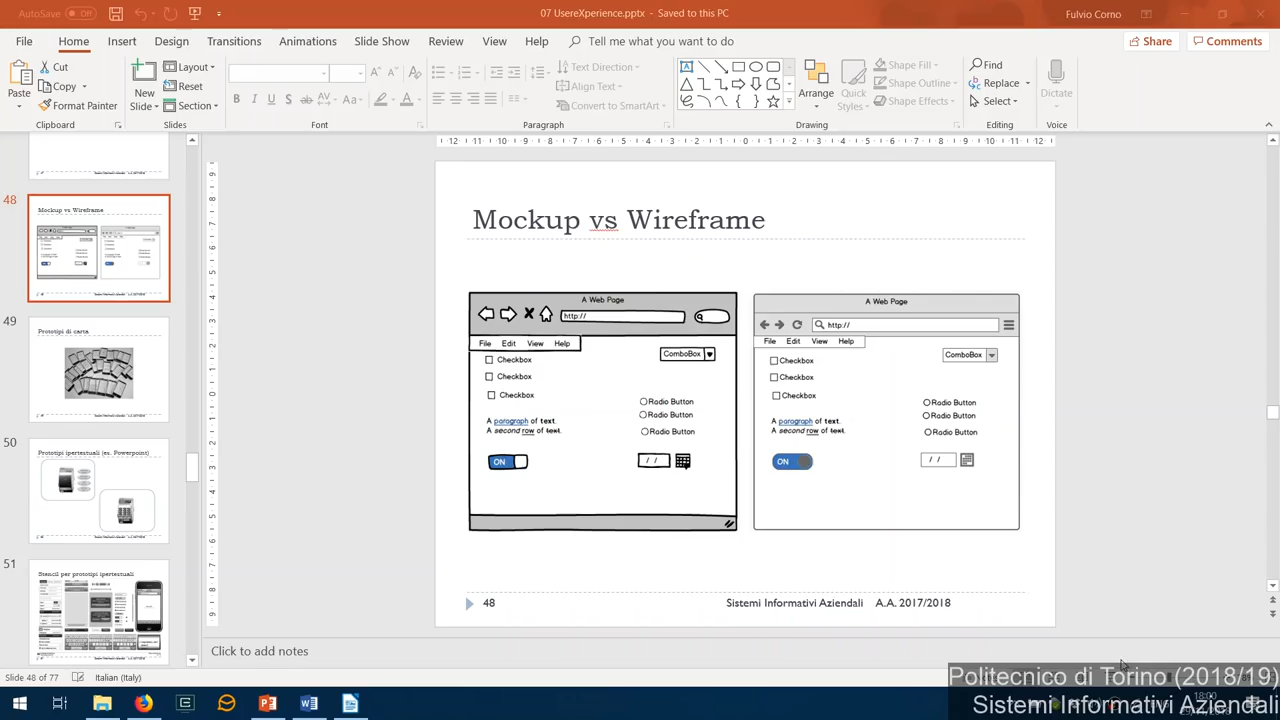 AutoSave Off
07 UsereXperience.pptx – Saved to this PC
Fulvio Corno
File Home Insert Design Slide Show Transitions Animations Slide Show Review View Help Tell me what you want to do
Share Comments
Paste
Cut
Copy
Format Painter
Clipboard
New Slide
Layout
Reset
Section
Slides
Font
Text Direction
Align Text
Convert to SmartArt
Paragraph
Arrange
Quick Styles
Shape Fill
Shape Outline
Shape Effects
Drawing
Find
Replace
Select
Editing
Dictate
Voice
48
Mockup vs Wireframe
49
Prototipi di carta
50
Prototipi ipertectuali (es. Powerpoint)
51
Stencil per prototipi ipertectuali
Mockup vs Wireframe
A Web Page
http://
File Edit View Help
ComboBox
Checkbox
Checkbox
Checkbox
Radio Button
Radio Button
Radio Button
A paragraph of text.
A second row of text.
ON
/ /
A Web Page
http://
File Edit View Help
ComboBox
Checkbox
Checkbox
Checkbox
Radio Button
Radio Button
Radio Button
A paragraph of text.
A second row of text.
ON
/ /
48
Sistemi Informativi Aziendali A.A. 2017/2018
Click to add notes
Slide 48 of 77
Italian (Italy)
Politecnico di Torino (2018/19)
Sistemi Informativi Aziendali
18:00